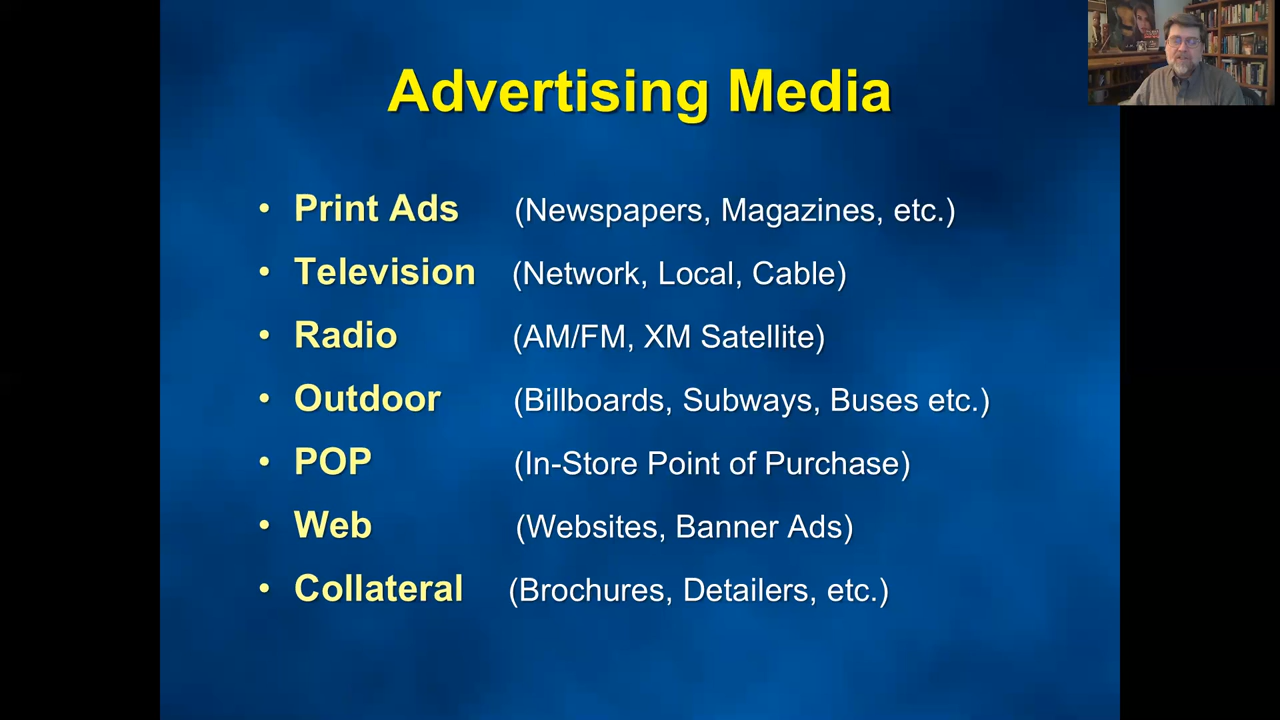 Advertising Media
• Print Ads (Newspapers, Magazines, etc.)
• Television (Network, Local, Cable)
• Radio (AM/FM, XM Satellite)
• Outdoor (Billboards, Subways, Buses etc.)
• POP (In-Store Point of Purchase)
• Web (Websites, Banner Ads)
• Collateral (Brochures, Detailers, etc.)